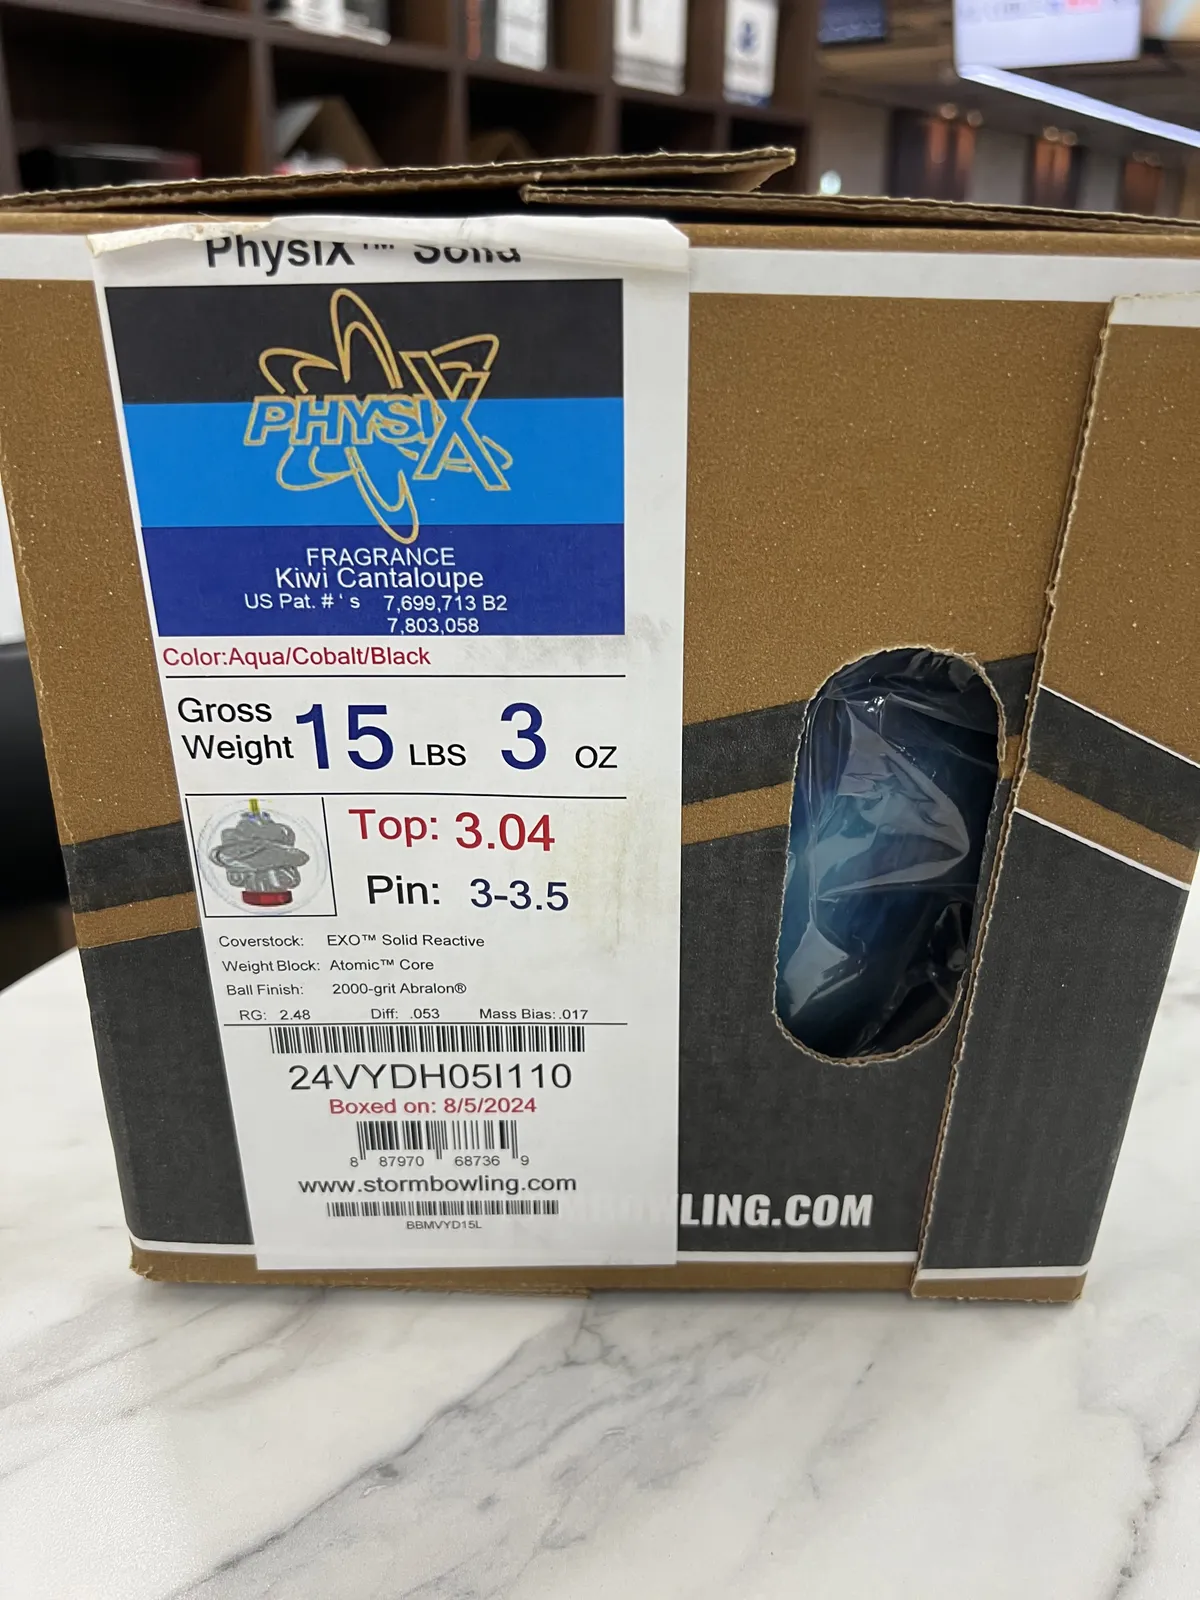 PhysiX™ Solid
PHYSIX
FRAGRANCE
Kiwi Cantaloupe
US Pat. # ' s 7,699,713 B2
7,803,058
Color:Aqua/Cobalt/Black
Gross Weight 15 LBS 3 OZ
Top: 3.04
Pin: 3-3.5
Coverstock: EXO™ Solid Reactive
Weight Block: Atomic™ Core
Ball Finish: 2000-grit Abralon®
RG: 2.48 Diff: .053 Mass Bias: .017
24VYDH05I110
Boxed on: 8/5/2024
8 87970 68736 9
www.stormbowling.com
BBMVYD15L
LING.COM